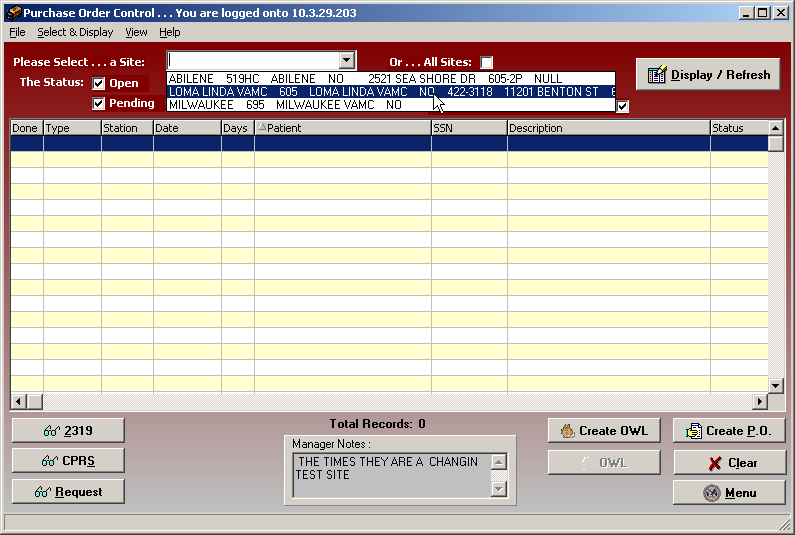 Purchase Order Control . . . You are logged onto 10.3.29.203
File Select & Display View Help
Please Select . . . a Site: Or . . . All Sites:
The Status: Open
Pending
ABILENE 519HC ABILENE NO 2521 SEA SHORE DR 605-2P NULL
LOMA LINDA VAMC 605 LOMA LINDA VAMC NO 422-3118 11201 BENTON ST 6
MILWAUKEE 695 MILWAUKEE VAMC NO
Display / Refresh
Done Type Station Date Days Patient SSN Description Status
Total Records: 0
2319
CPRS
Request
Manager Notes :
THE TIMES THEY ARE A CHANGIN
TEST SITE
Create OWL
Create P.O.
OWL
Clear
Menu